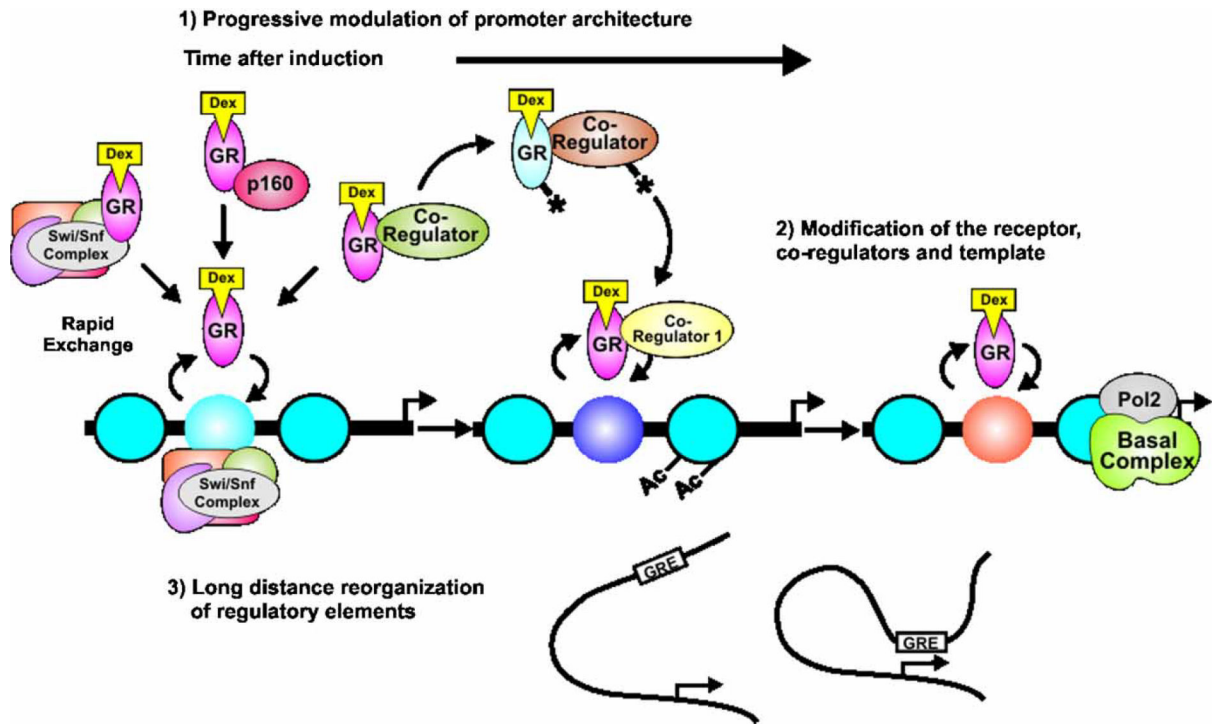 1) Progressive modulation of promoter architecture
Time after induction
Dex
GR
Swi/Snf
Complex
Dex
GR
p160
Dex
GR
Co-
Regulator
Dex
GR
Co-
Regulator
*
*
2) Modification of the receptor,
co-regulators and template
Rapid
Exchange
Dex
GR
Dex
GR
Co-
Regulator 1
Dex
GR
Swi/Snf
Complex
Ac
Ac
Pol2
Basal
Complex
3) Long distance reorganization
of regulatory elements
GRE
GRE